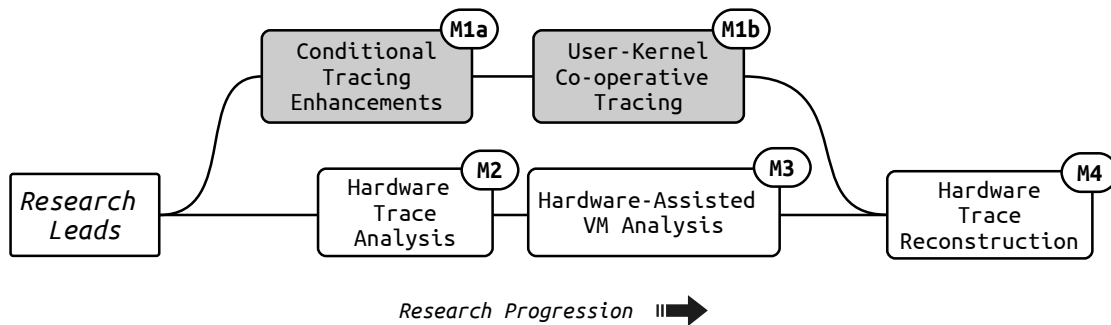 M1a
Conditional
Tracing
Enhancements
M1b
User-Kernel
Co-operative
Tracing
Research
Leads
M2
Hardware
Trace
Analysis
M3
Hardware-Assisted
VM Analysis
M4
Hardware
Trace
Reconstruction
Research Progression